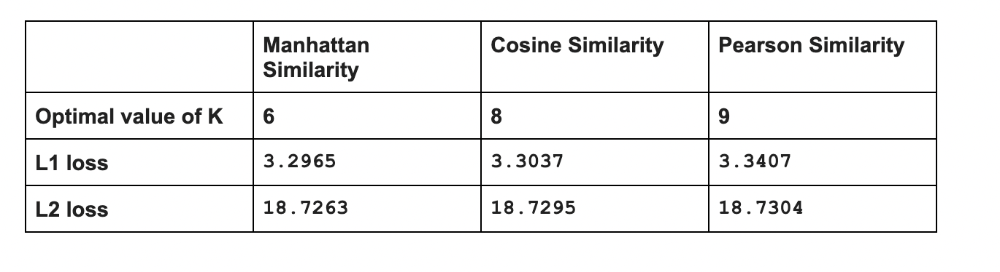 Manhattan
Similarity
Cosine Similarity
Pearson Similarity
Optimal value of K
6
8
9
L1 loss
3.2965
3.3037
3.3407
L2 loss
18.7263
18.7295
18.7304